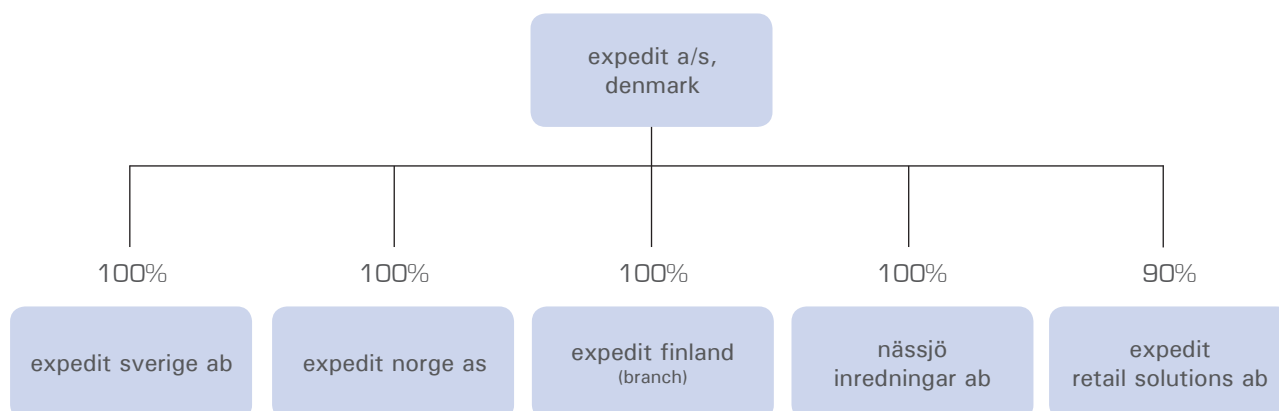 expedit a/s,
denmark
100%
100%
100%
100%
90%
expedit sverige ab
expedit norge as
expedit finland
(branch)
nässjö
inredningar ab
expedit
retail solutions ab